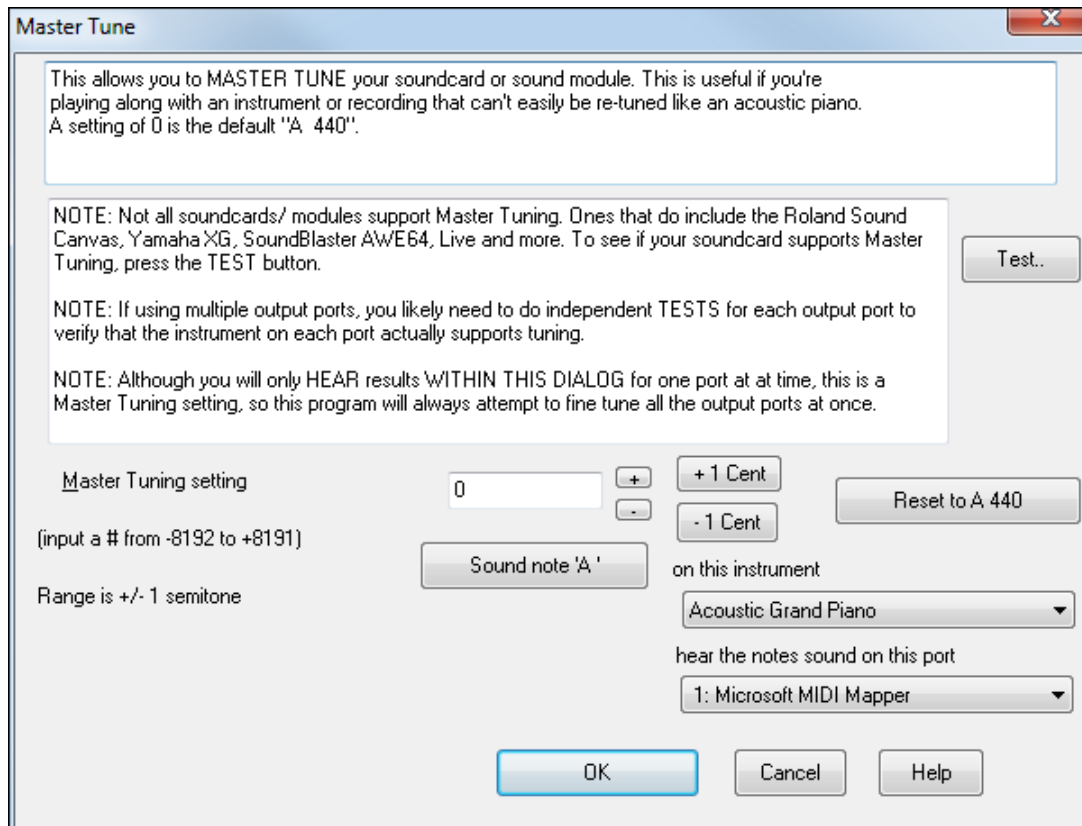 Master Tune
X
This allows you to MASTER TUNE your soundcard or sound module. This is useful if you're
playing along with an instrument or recording that can't easily be re-tuned like an acoustic piano.
A setting of 0 is the default "A  440".
NOTE: Not all soundcards/ modules support Master Tuning. Ones that do include the Roland Sound
Canvas, Yamaha XG, SoundBlaster AWE64, Live and more. To see if your soundcard supports Master
Tuning, press the TEST button.
Test..
NOTE: If using multiple output ports, you likely need to do independent TESTS for each output port to
verify that the instrument on each port actually supports tuning.
NOTE: Although you will only HEAR results WITHIN THIS DIALOG for one port at at time, this is a
Master Tuning setting, so this program will always attempt to fine tune all the output ports at once.
Master Tuning setting
0
+
-
+ 1 Cent
- 1 Cent
Reset to A 440
(input a # from -8192 to +8191)
Sound note 'A '
on this instrument
Range is +/- 1 semitone
Acoustic Grand Piano
hear the notes sound on this port
1: Microsoft MIDI Mapper
OK
Cancel
Help